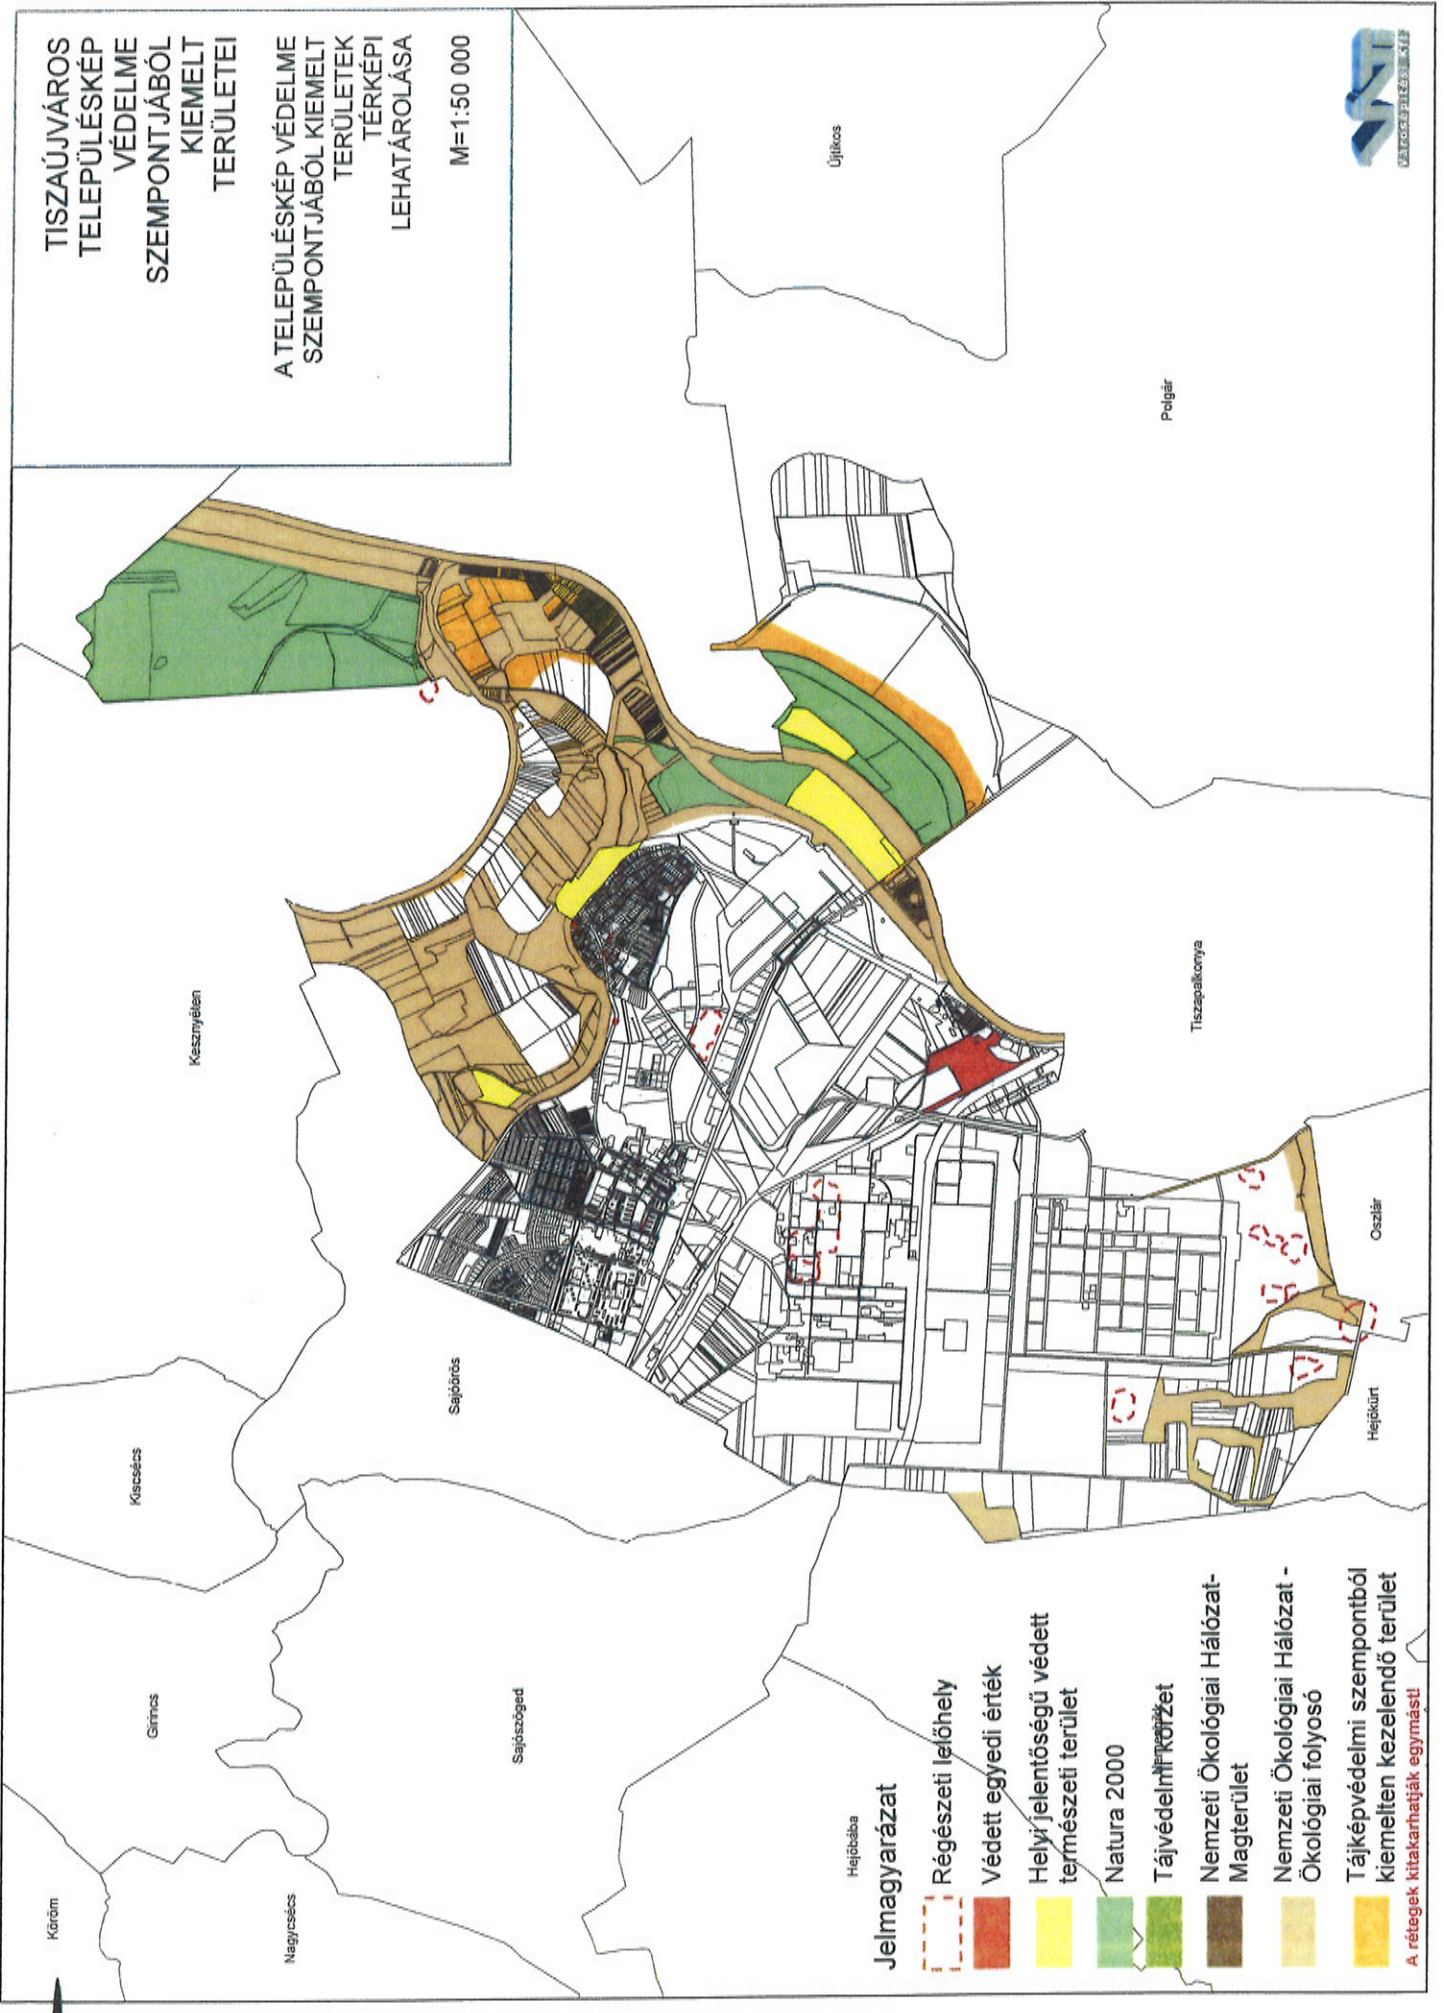 TISZAÚJVÁROS
TELEPÜLÉSKÉP
VÉDELME
SZEMPONTJÁBÓL
KIEMELT
TERÜLETEI
A TELEPÜLÉSKÉP VÉDELME
SZEMPONTJÁBÓL KIEMELT
TERÜLETEK
TÉRKÉPI
LEHATÁROLÁSA
M=1:50 000
Városépítési Kft
Újtikos
Polgár
Kesznyéten
Tiszapalkonya
Oszlár
Hejőkürt
Sajóörös
Kiscsécs
Girincs
Sajószöged
Köröm
Nagycsécs
Hejőbába
Jelmagyarázat
Régészeti lelőhely
Védett egyedi érték
Helyi jelentőségű védett
természeti terület
Natura 2000
Tájvédelmi körzet
Nemzeti Ökológiai Hálózat-
Magterület
Nemzeti Ökológiai Hálózat -
Ökológiai folyosó
Tájképvédelmi szempontból
kiemelten kezelendő terület
A rétegek kitakarhatják egymást!